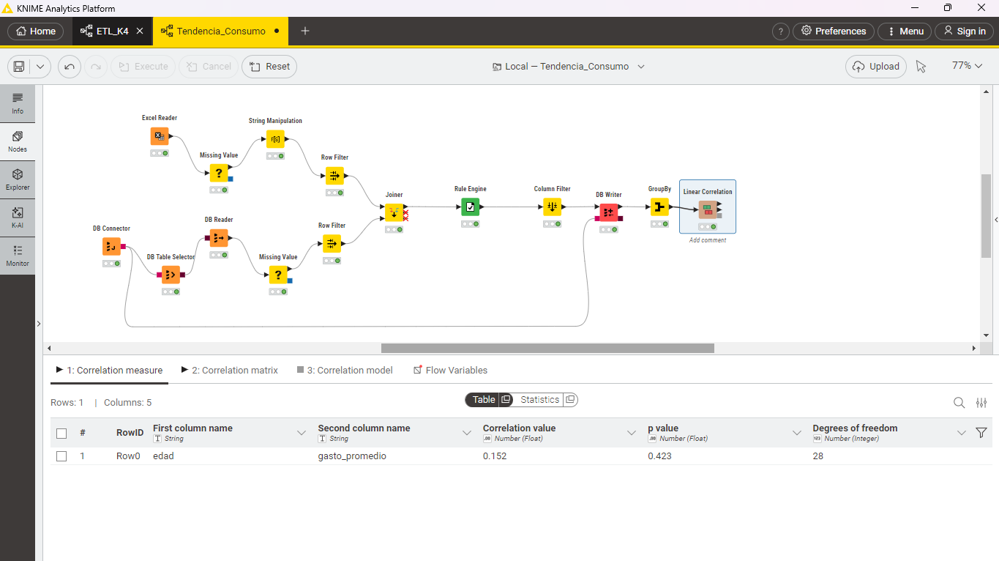 KNIME Analytics Platform
Home
ETL_K4
Tendencia_Consumo
?
Preferences
Menu
Sign in
Execute
Cancel
Reset
Local — Tendencia_Consumo
Upload
77%
Info
Nodes
Explorer
K-AI
Monitor
Excel Reader
String Manipulation
Missing Value
Row Filter
Joiner
Rule Engine
Column Filter
DB Writer
GroupBy
Linear Correlation
Add comment
DB Connector
DB Reader
DB Table Selector
Missing Value
Row Filter
1: Correlation measure
2: Correlation matrix
3: Correlation model
Flow Variables
Rows: 1 | Columns: 5
Table
Statistics
# RowID First column name Second column name Correlation value p value Degrees of freedom
String String Number (Float) Number (Float) Number (Integer)
1 Row0 edad gasto_promedio 0.152 0.423 28